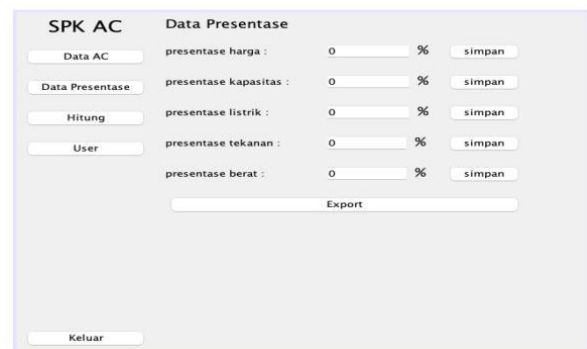 SPK AC
Data AC
Data Presentase
Hitung
User
Keluar
Data Presentase
presentase harga : 0 % simpan
presentase kapasitas : 0 % simpan
presentase listrik : 0 % simpan
presentase tekanan : 0 % simpan
presentase berat : 0 % simpan
Export